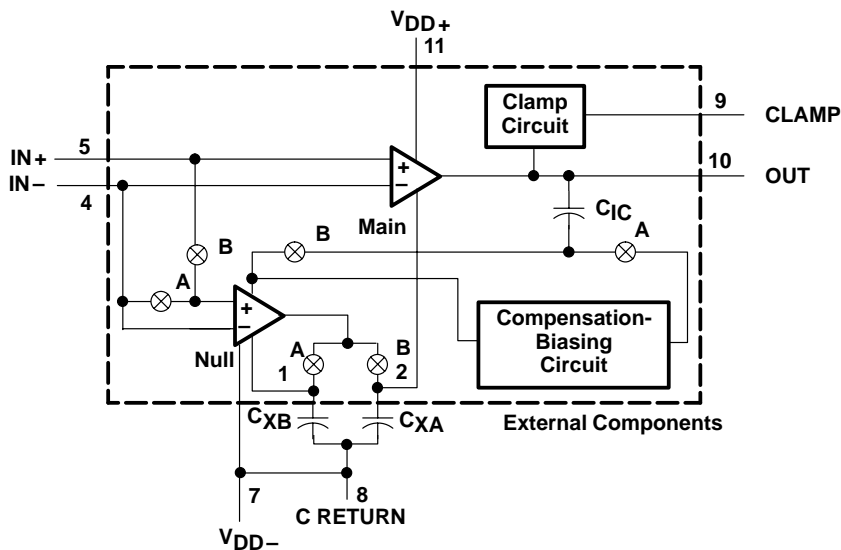 VDD+
11
Clamp
Circuit
9
CLAMP
IN+
5
10
OUT
IN−
4
Main
CIC
B
B
A
A
Null
Compensation-
Biasing
Circuit
A
B
1
2
CXB
CXA
External Components
7
8
C RETURN
VDD−